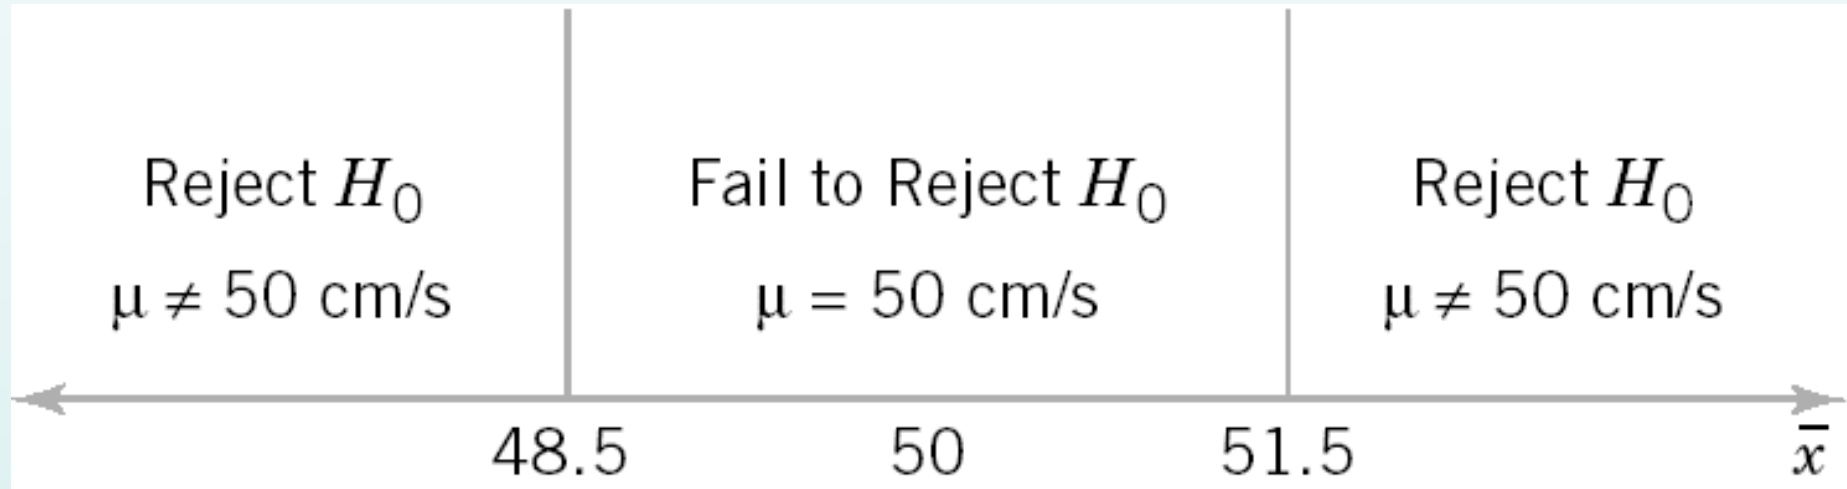 Reject H₀ Fail to Reject H₀ Reject H₀
μ ≠ 50 cm/s μ = 50 cm/s μ ≠ 50 cm/s
48.5 50 51.5 x̄